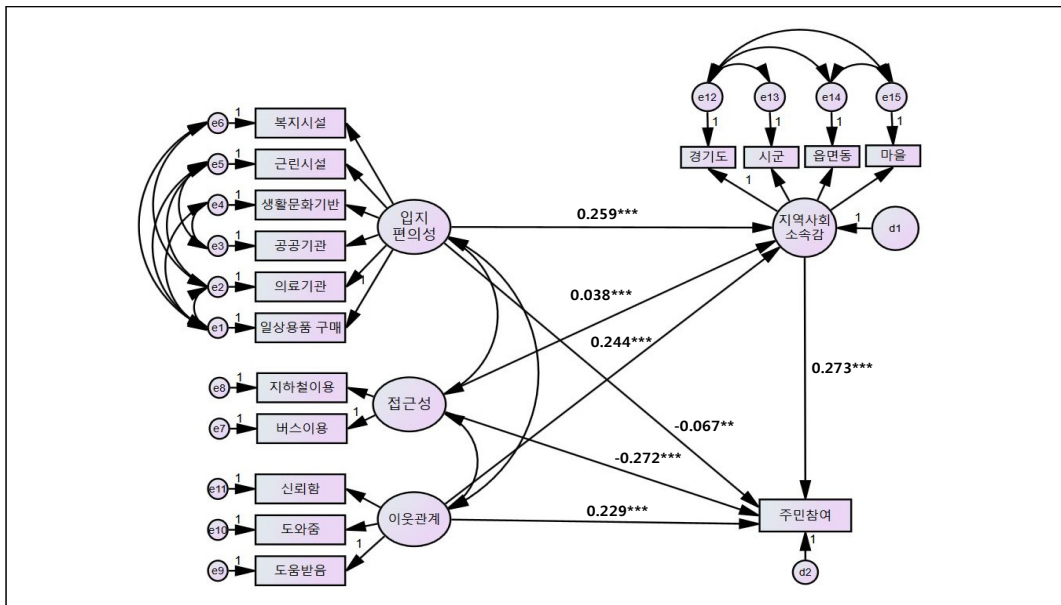 e12
e13
e14
e15
1
1
1
1
경기도
시군
읍면동
마을
1
e6
1
복지시설
e5
1
근린시설
e4
1
생활문화기반
e3
1
공공기관
e2
1
의료기관
e1
1
일상용품 구매
1
입지
편의성
0.259***
지역사회
소속감
1
d1
0.038***
0.244***
0.273***
e8
1
지하철이용
e7
1
버스이용
1
접근성
-0.067**
-0.272***
e11
1
신뢰함
e10
1
도와줌
e9
1
도움받음
1
이웃관계
0.229***
주민참여
1
d2